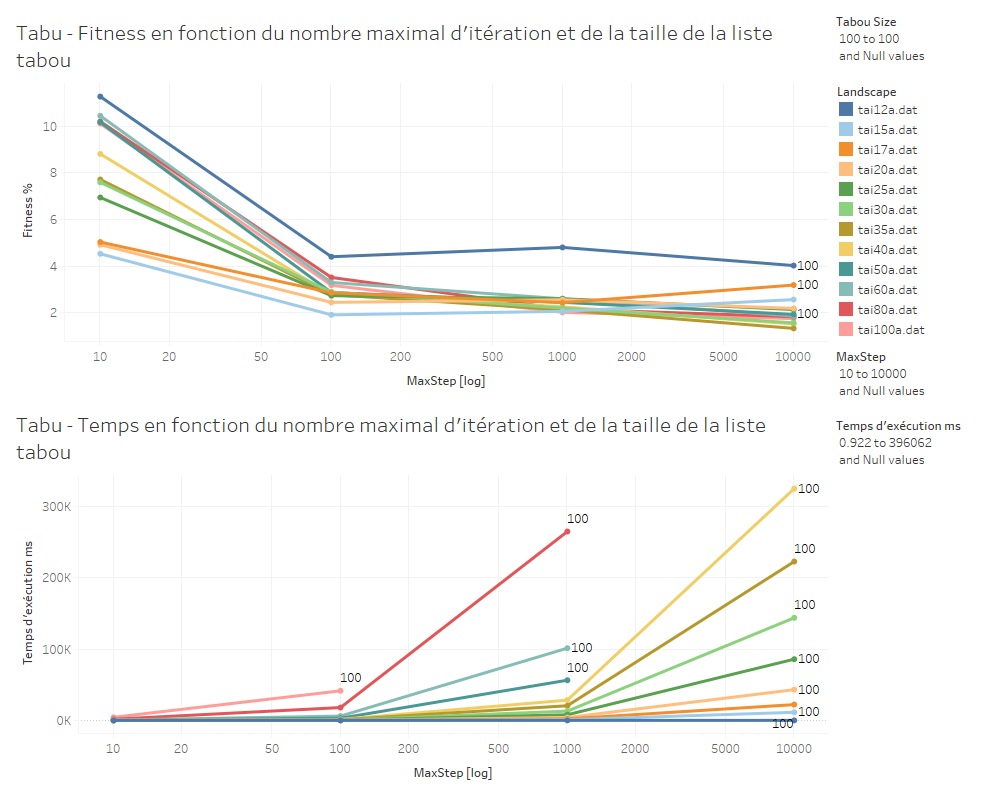 Tabu - Fitness en fonction du nombre maximal d'itération et de la taille de la liste
tabou
Fitness %
10
8
6
4
2
100
100
100
10 20 50 100 200 500 1000 2000 5000 10000
MaxStep [log]
Tabou Size
100 to 100
and Null values
Landscape
tai12a.dat
tai15a.dat
tai17a.dat
tai20a.dat
tai25a.dat
tai30a.dat
tai35a.dat
tai40a.dat
tai50a.dat
tai60a.dat
tai80a.dat
tai100a.dat
MaxStep
10 to 10000
and Null values
Temps d'exécution ms
0.922 to 396062
and Null values
Tabu - Temps en fonction du nombre maximal d'itération et de la taille de la liste
tabou
Temps d'exécution ms
300K
200K
100K
0K
100
100
100
100
100
100
100
100
100
100
100
100
10 20 50 100 200 500 1000 2000 5000 10000
MaxStep [log]